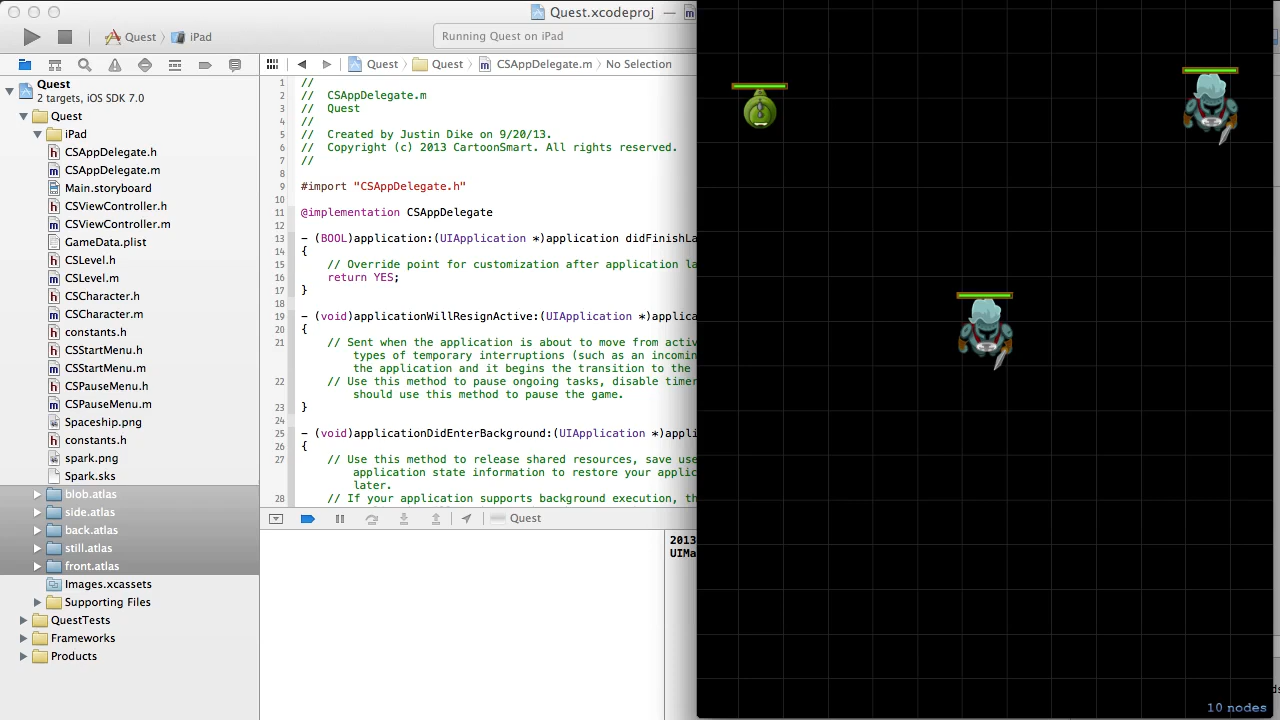 Quest.xcodeproj
Quest
iPad
Running Quest on iPad
Quest
Quest
CSAppDelegate.m
No Selection
Quest
2 targets, iOS SDK 7.0
Quest
iPad
CSAppDelegate.h
CSAppDelegate.m
Main.storyboard
CSViewController.h
CSViewController.m
GameData.plist
CSLevel.h
CSLevel.m
CSCharacter.h
CSCharacter.m
constants.h
CSStartMenu.h
CSStartMenu.m
CSPauseMenu.h
CSPauseMenu.m
Spaceship.png
constants.h
spark.png
Spark.sks
blob.atlas
side.atlas
back.atlas
still.atlas
front.atlas
Images.xcassets
Supporting Files
QuestTests
Frameworks
Products
1 //
2 // CSAppDelegate.m
3 // Quest
4 //
5 // Created by Justin Dike on 9/20/13.
6 // Copyright (c) 2013 CartoonSmart. All rights reserved.
7 //
8
9 #import "CSAppDelegate.h"
10
11 @implementation CSAppDelegate
12
13 - (BOOL)application:(UIApplication *)application didFinishLa
14 {
15 // Override point for customization after application la
16 return YES;
17 }
18
19 - (void)applicationWillResignActive:(UIApplication *)applica
20 {
21 // Sent when the application is about to move from activ
types of temporary interruptions (such as an incomin
the application and it begins the transition to the
22 // Use this method to pause ongoing tasks, disable timer
should use this method to pause the game.
23 }
24
25 - (void)applicationDidEnterBackground:(UIApplication *)appli
26 {
27 // Use this method to release shared resources, save use
application state information to restore your applic
later.
28 // If your application supports background execution, th
Quest
2013
UIMa
10 nodes